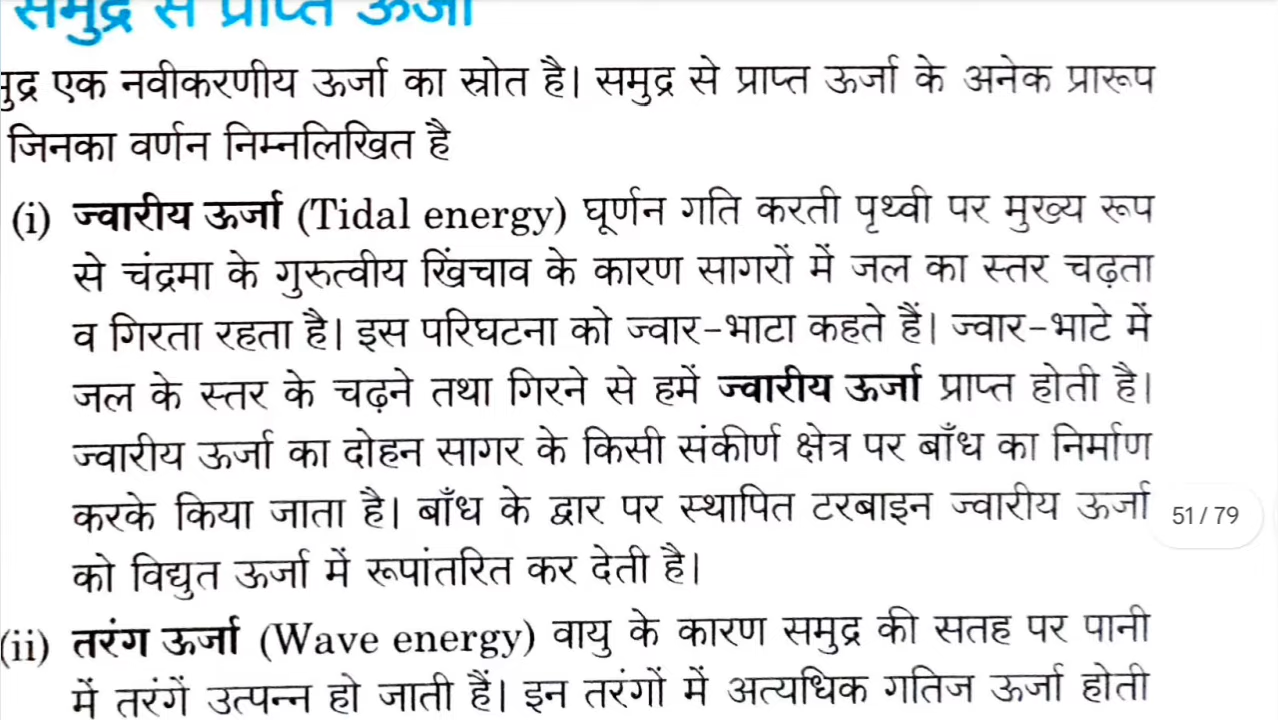 समुद्र से प्राप्त ऊर्जा
मुद्र एक नवीकरणीय ऊर्जा का स्रोत है। समुद्र से प्राप्त ऊर्जा के अनेक प्रारूप
जिनका वर्णन निम्नलिखित है
(i) ज्वारीय ऊर्जा (Tidal energy) घूर्णन गति करती पृथ्वी पर मुख्य रूप
से चंद्रमा के गुरुत्वीय खिंचाव के कारण सागरों में जल का स्तर चढ़ता
व गिरता रहता है। इस परिघटना को ज्वार-भाटा कहते हैं। ज्वार-भाटे में
जल के स्तर के चढ़ने तथा गिरने से हमें ज्वारीय ऊर्जा प्राप्त होती है।
ज्वारीय ऊर्जा का दोहन सागर के किसी संकीर्ण क्षेत्र पर बाँध का निर्माण
करके किया जाता है। बाँध के द्वार पर स्थापित टरबाइन ज्वारीय ऊर्जा
51 / 79
को विद्युत ऊर्जा में रूपांतरित कर देती है।
(ii) तरंग ऊर्जा (Wave energy) वायु के कारण समुद्र की सतह पर पानी
में तरंगें उत्पन्न हो जाती हैं। इन तरंगों में अत्यधिक गतिज ऊर्जा होती